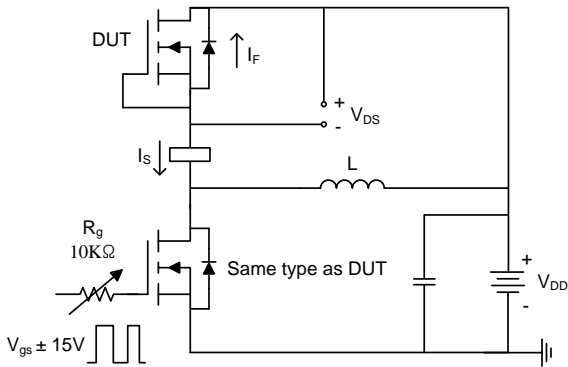 DUT
I_F
+
V_DS
-
I_S
L
R_g
10KΩ
Same type as DUT
+
V_DD
-
V_gs ± 15V